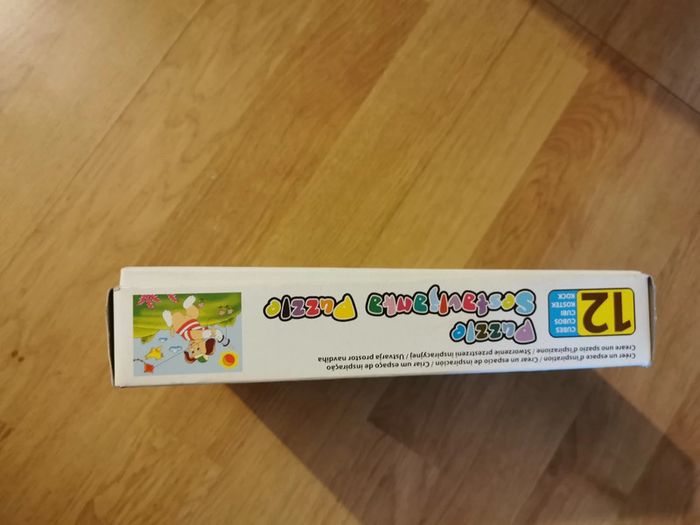 Créer un espace d'inspiration / Crear un espacio de inspiración / Criar um espaço de inspiração
Creare uno spazio d'ispirazione / Stworzenie przestrzeni inspiracyjnej / Ustvarja prostor navdiha
12
CUBES
CUBOS
CUBI
KOSTEK
KOCK
Puzzle
Sestavljanka Puzzle